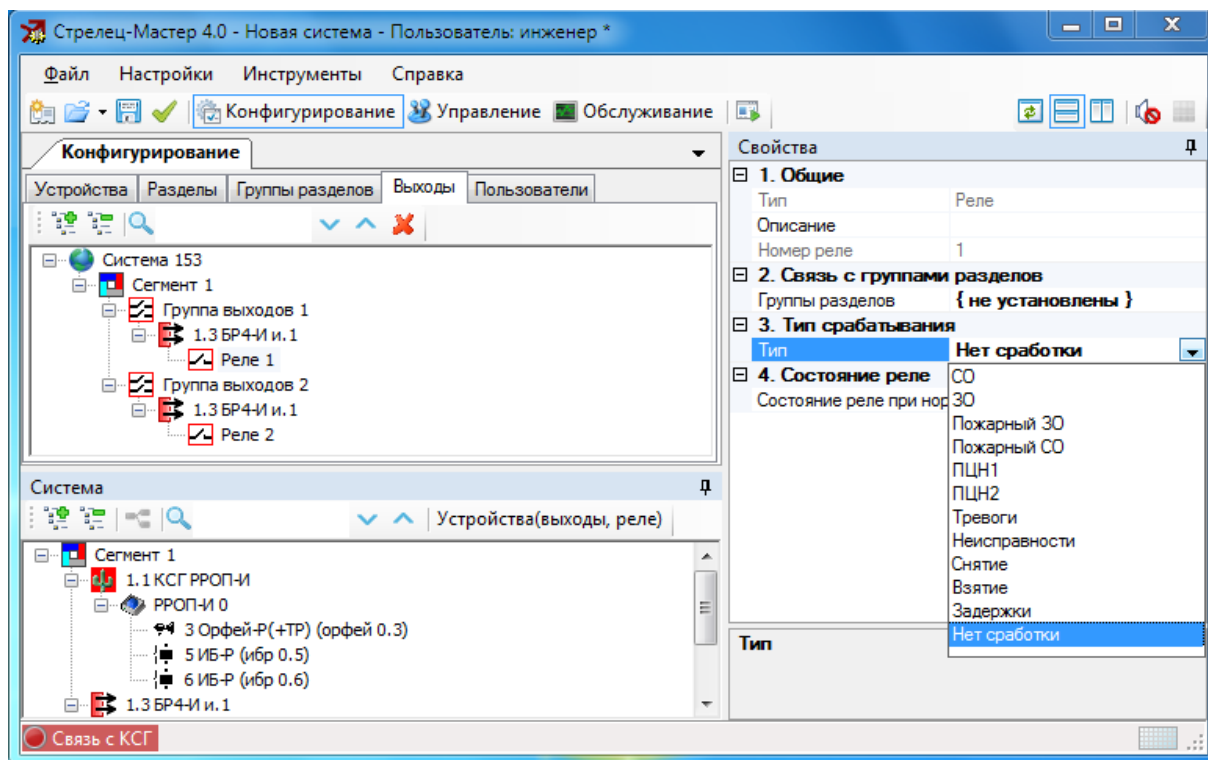 Стрелец-Мастер 4.0 - Новая система - Пользователь: инженер *
Файл Настройки Инструменты Справка
Конфигурирование Управление Обслуживание
Конфигурирование
Устройства Разделы Группы разделов Выходы Пользователи
Система 153
Сегмент 1
Группа выходов 1
1.3 БР4-И и.1
Реле 1
Группа выходов 2
1.3 БР4-И и.1
Реле 2
Система
Устройства(выходы, реле)
Сегмент 1
1.1 КСГ РРОП-И
РРОП-И 0
3 Орфей-Р(+ТР) (орфей 0.3)
5 ИБ-Р (ибр 0.5)
6 ИБ-Р (ибр 0.6)
1.3 БР4-И и.1
Связь с КСГ
Свойства
1. Общие
Тип Реле
Описание
Номер реле 1
2. Связь с группами разделов
Группы разделов { не установлены }
3. Тип срабатывания
Тип Нет сработки
4. Состояние реле
Состояние реле при нор
СО
ЗО
Пожарный ЗО
Пожарный СО
ПЦН1
ПЦН2
Тревоги
Неисправности
Снятие
Взятие
Задержки
Нет сработки
Тип